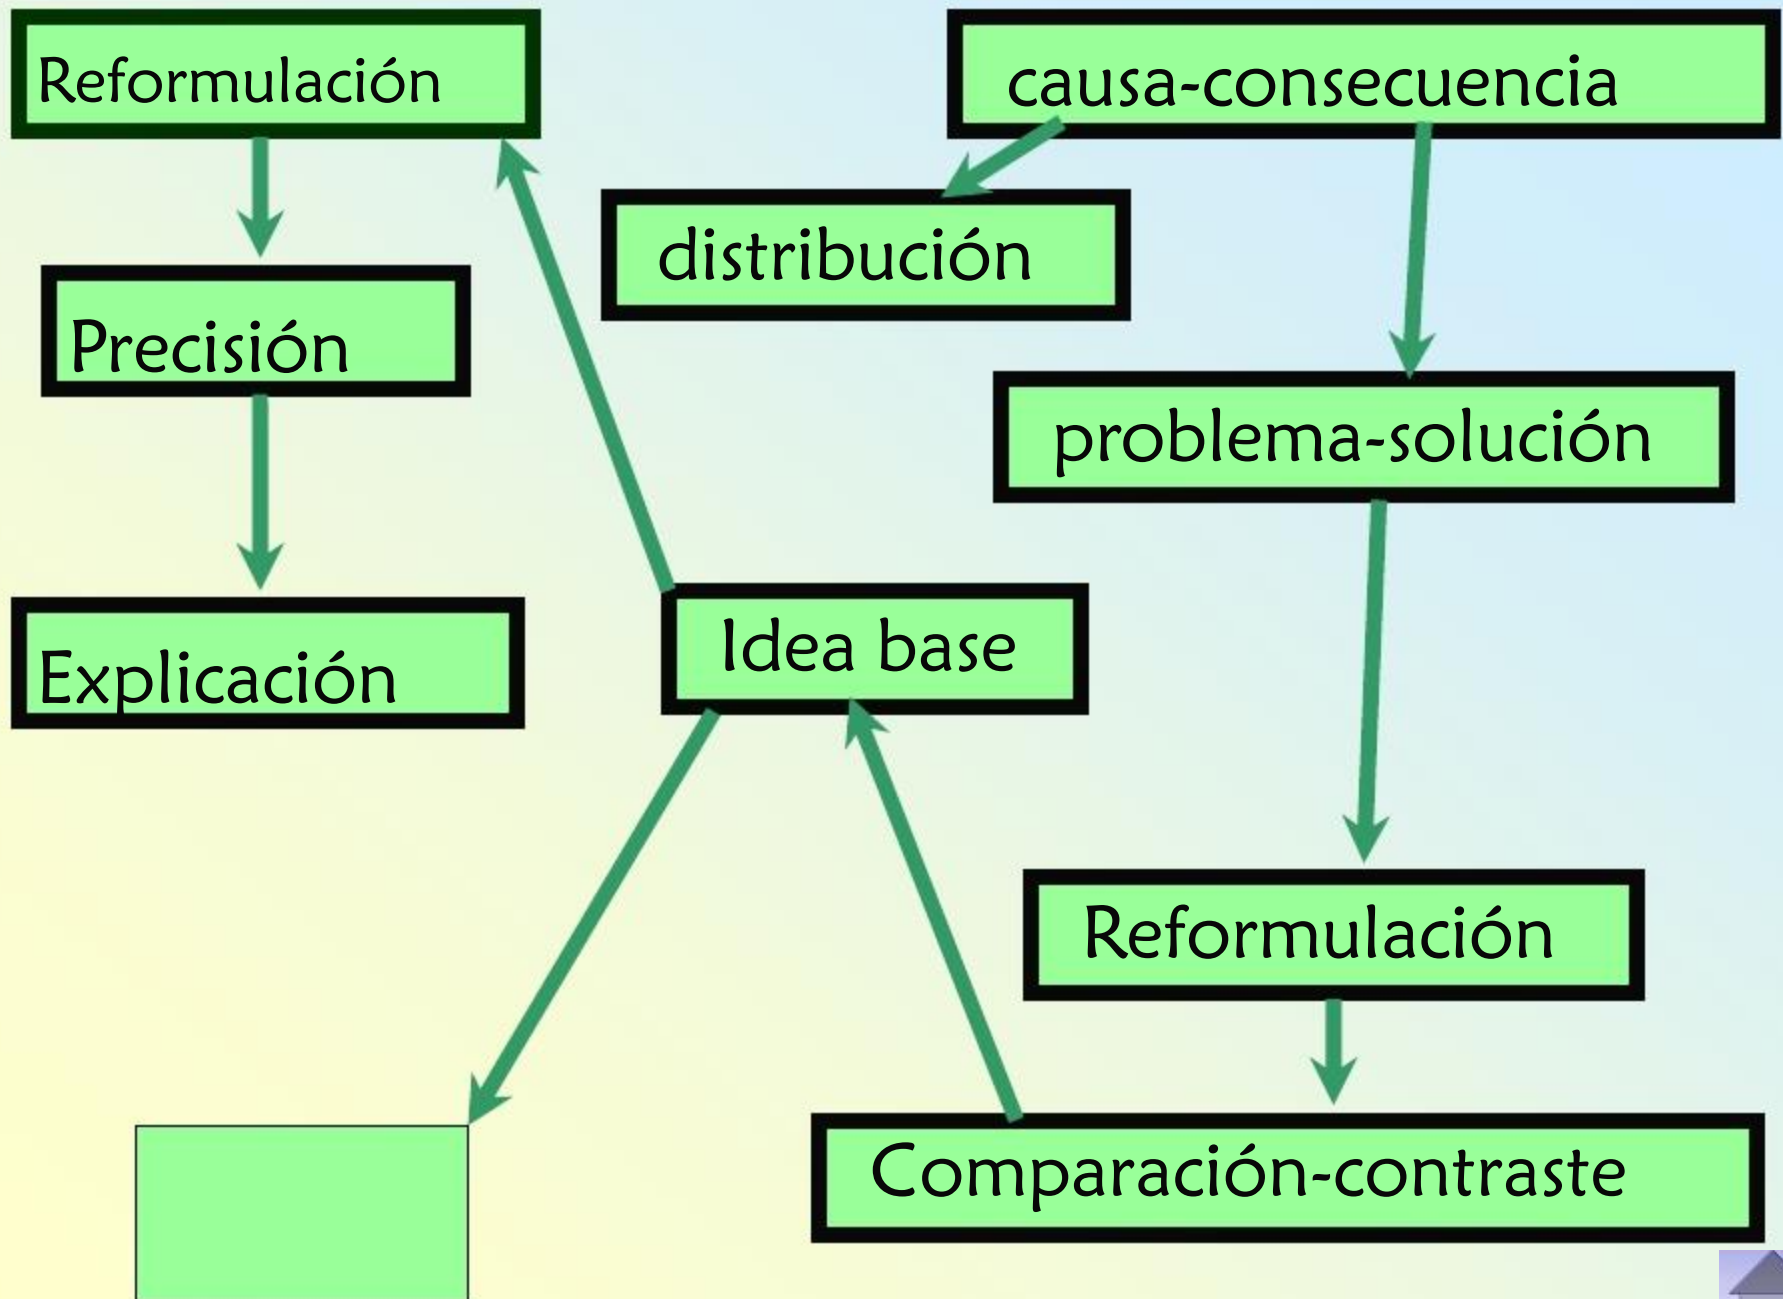 Reformulación
causa-consecuencia
distribución
Precisión
problema-solución
Idea base
Explicación
Reformulación
Comparación-contraste